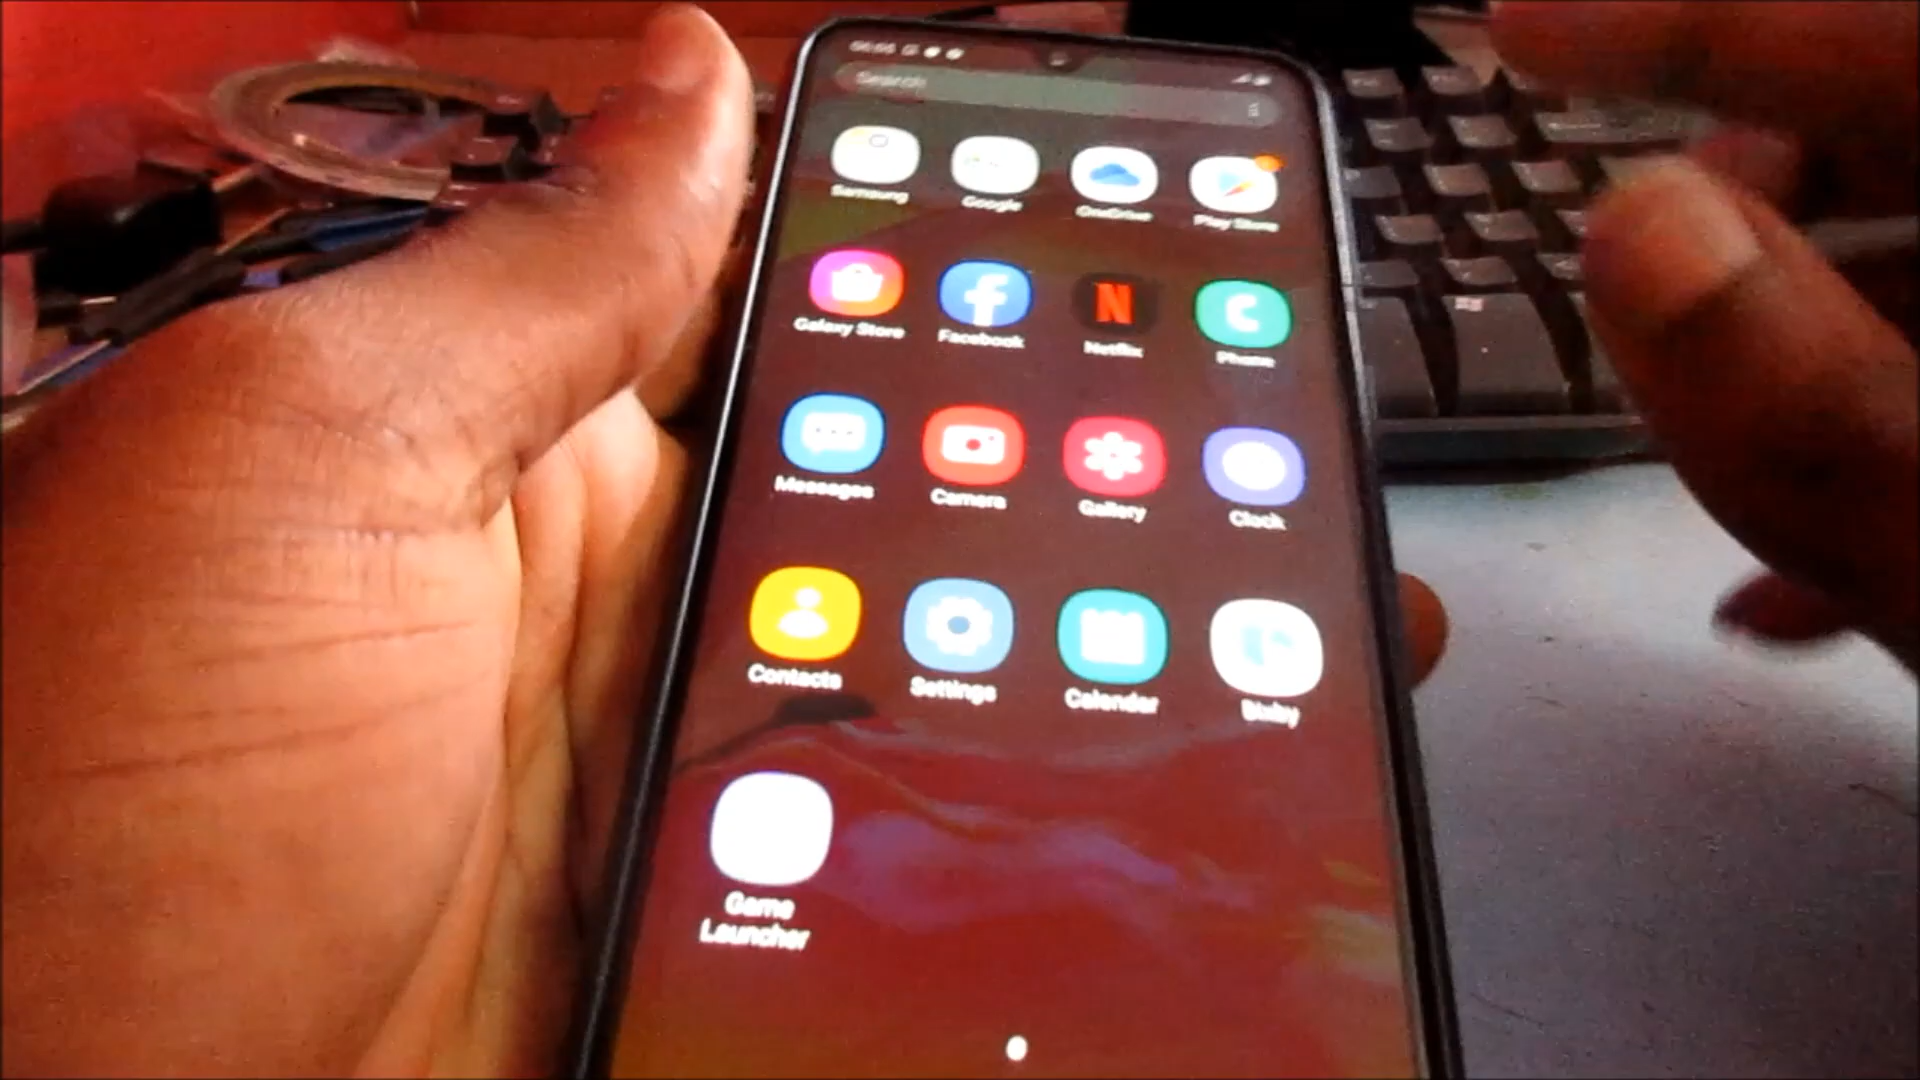 Search
Samsung
Google
OneDrive
Play Store
Galaxy Store
Facebook
N
Netflix
Phone
Messages
Camera
Gallery
Clock
Contacts
Settings
Calendar
Bixby
Game
Launcher